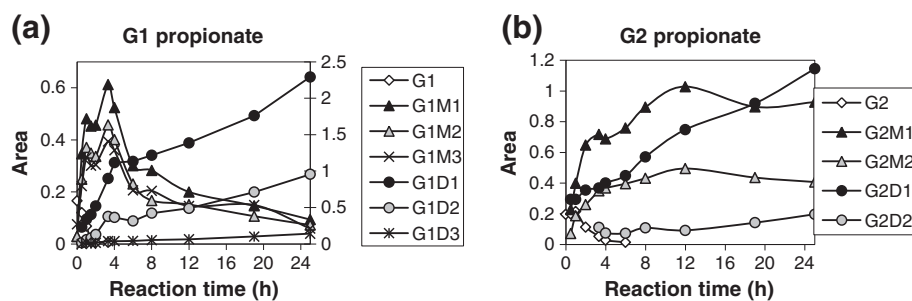 (a)
G1 propionate
Area
0.6
0.4
0.2
0
2.5
2
1.5
1
0.5
0
0 4 8 12 16 20 24
Reaction time (h)
G1
G1M1
G1M2
G1M3
G1D1
G1D2
G1D3
(b)
G2 propionate
Area
1.2
1
0.8
0.6
0.4
0.2
0
0 4 8 12 16 20 24
Reaction time (h)
G2
G2M1
G2M2
G2D1
G2D2